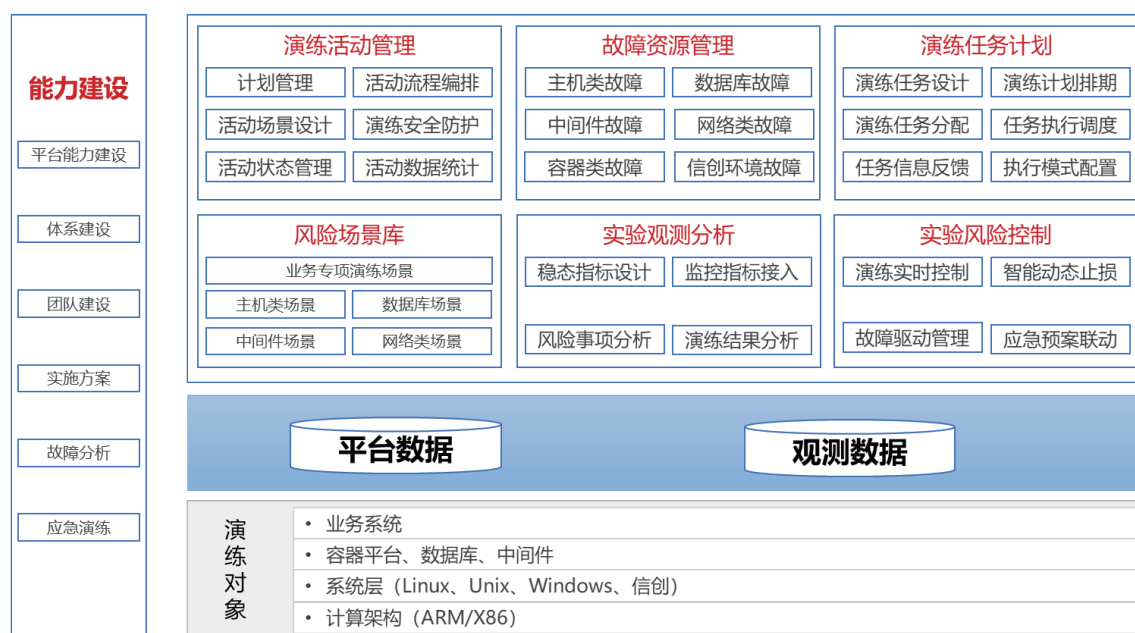 能力建设
平台能力建设
体系建设
团队建设
实施方案
故障分析
应急演练
演练活动管理
计划管理
活动流程编排
活动场景设计
演练安全防护
活动状态管理
活动数据统计
故障资源管理
主机类故障
数据库故障
中间件故障
网络类故障
容器类故障
信创环境故障
演练任务计划
演练任务设计
演练计划排期
演练任务分配
任务执行调度
任务信息反馈
执行模式配置
风险场景库
业务专项演练场景
主机类场景
数据库场景
中间件场景
网络类场景
实验观测分析
稳态指标设计
监控指标接入
风险事项分析
演练结果分析
实验风险控制
演练实时控制
智能动态止损
故障驱动管理
应急预案联动
平台数据
观测数据
演练对象
• 业务系统
• 容器平台、数据库、中间件
• 系统层（Linux、Unix、Windows、信创）
• 计算架构（ARM/X86）